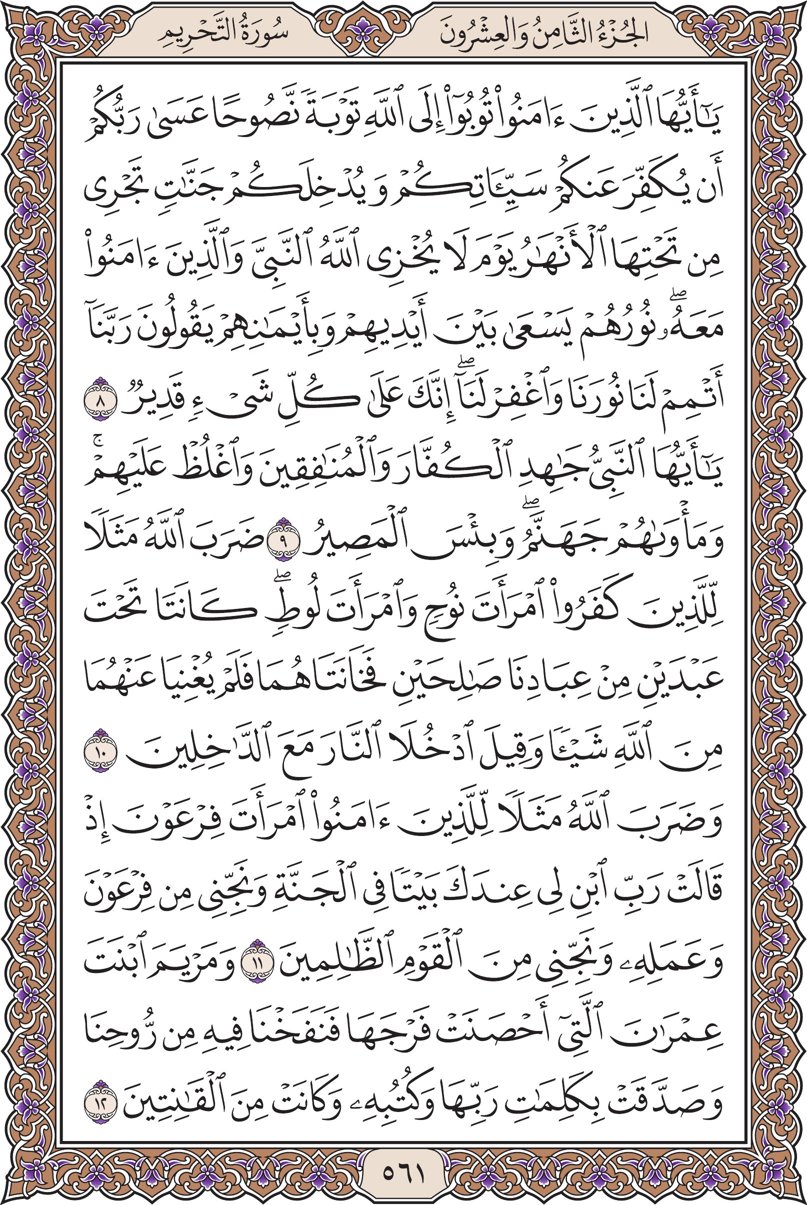 الجُزْءُ الثَّامِنُ وَالعِشْرُونَ
سُورَةُ التَّحْرِيمِ
يَـٰٓأَيُّهَا ٱلَّذِينَ ءَامَنُوا۟ تُوبُوٓا۟ إِلَى ٱللَّهِ تَوْبَةً نَّصُوحًا عَسَىٰ رَبُّكُمْ
أَن يُكَفِّرَ عَنكُمْ سَيِّـَٔاتِكُمْ وَيُدْخِلَكُمْ جَنَّـٰتٍ تَجْرِى
مِن تَحْتِهَا ٱلْأَنْهَـٰرُ يَوْمَ لَا يُخْزِى ٱللَّهُ ٱلنَّبِىَّ وَٱلَّذِينَ ءَامَنُوا۟
مَعَهُۥ ۖ نُورُهُمْ يَسْعَىٰ بَيْنَ أَيْدِيهِمْ وَبِأَيْمَـٰنِهِمْ يَقُولُونَ رَبَّنَآ
أَتْمِمْ لَنَا نُورَنَا وَٱغْفِرْ لَنَآ ۖ إِنَّكَ عَلَىٰ كُلِّ شَىْءٍ قَدِيرٌ ٨
يَـٰٓأَيُّهَا ٱلنَّبِىُّ جَـٰهِدِ ٱلْكُفَّارَ وَٱلْمُنَـٰفِقِينَ وَٱغْلُظْ عَلَيْهِمْ ۚ
وَمَأْوَىٰهُمْ جَهَنَّمُ ۖ وَبِئْسَ ٱلْمَصِيرُ ٩ ضَرَبَ ٱللَّهُ مَثَلًا
لِّلَّذِينَ كَفَرُوا۟ ٱمْرَأَتَ نُوحٍ وَٱمْرَأَتَ لُوطٍ ۖ كَانَتَا تَحْتَ
عَبْدَيْنِ مِنْ عِبَادِنَا صَـٰلِحَيْنِ فَخَانَتَاهُمَا فَلَمْ يُغْنِيَا عَنْهُمَا
مِنَ ٱللَّهِ شَيْـًٔا وَقِيلَ ٱدْخُلَا ٱلنَّارَ مَعَ ٱلدَّٰخِلِينَ ١٠
وَضَرَبَ ٱللَّهُ مَثَلًا لِّلَّذِينَ ءَامَنُوا۟ ٱمْرَأَتَ فِرْعَوْنَ إِذْ
قَالَتْ رَبِّ ٱبْنِ لِى عِندَكَ بَيْتًا فِى ٱلْجَنَّةِ وَنَجِّنِى مِن فِرْعَوْنَ
وَعَمَلِهِۦ وَنَجِّنِى مِنَ ٱلْقَوْمِ ٱلظَّـٰلِمِينَ ١١ وَمَرْيَمَ ٱبْنَتَ
عِمْرَٰنَ ٱلَّتِىٓ أَحْصَنَتْ فَرْجَهَا فَنَفَخْنَا فِيهِ مِن رُّوحِنَا
وَصَدَّقَتْ بِكَلِمَـٰتِ رَبِّهَا وَكُتُبِهِۦ وَكَانَتْ مِنَ ٱلْقَـٰنِتِينَ ١٢
٥٦١